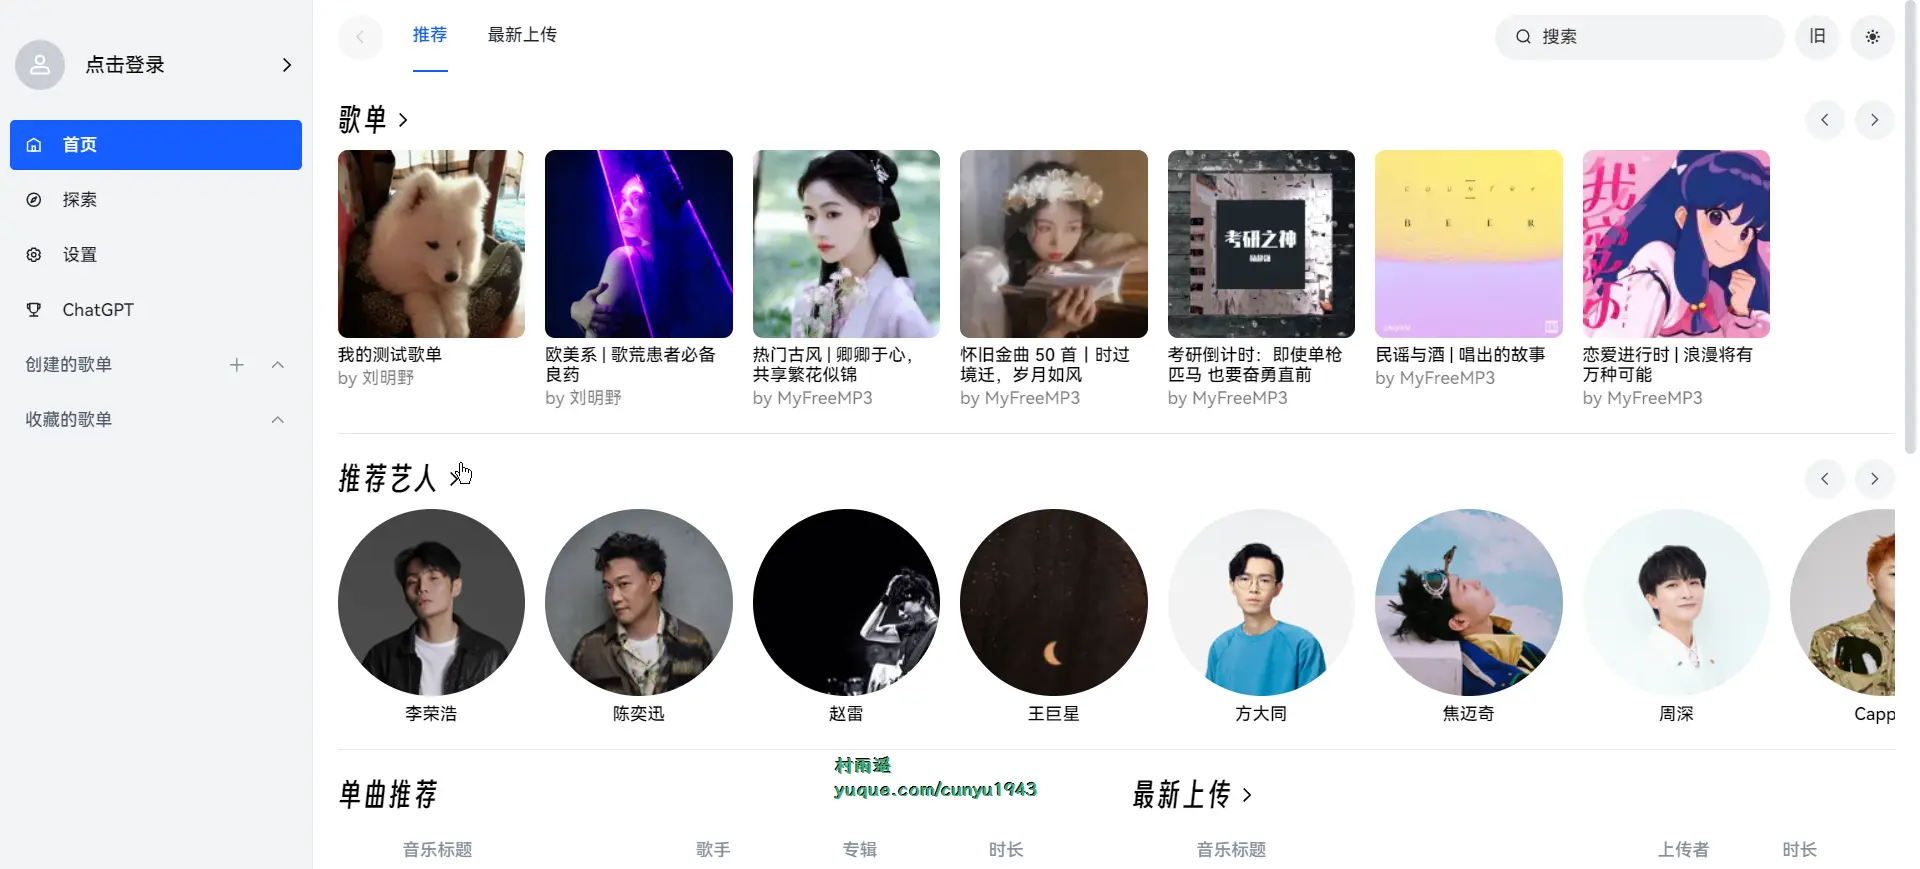 点击登录
首页
探索
设置
ChatGPT
创建的歌单
收藏的歌单
推荐
最新上传
搜索
旧
歌单
考研之神
COUNTRY
BEER
我恋爱了
我的测试歌单
by 刘明野
欧美系 | 歌荒患者必备
良药
by 刘明野
热门古风 | 卿卿于心，
共享繁花似锦
by MyFreeMP3
怀旧金曲 50 首丨时过
境迁，岁月如风
by MyFreeMP3
考研倒计时：即使单枪
匹马 也要奋勇直前
by MyFreeMP3
民谣与酒 | 唱出的故事
by MyFreeMP3
恋爱进行时 | 浪漫将有
万种可能
by MyFreeMP3
推荐艺人
李荣浩
陈奕迅
赵雷
王巨星
方大同
焦迈奇
周深
Capp
村雨遥
yuque.com/cunyu1943
单曲推荐
音乐标题 歌手 专辑 时长
最新上传
音乐标题 上传者 时长